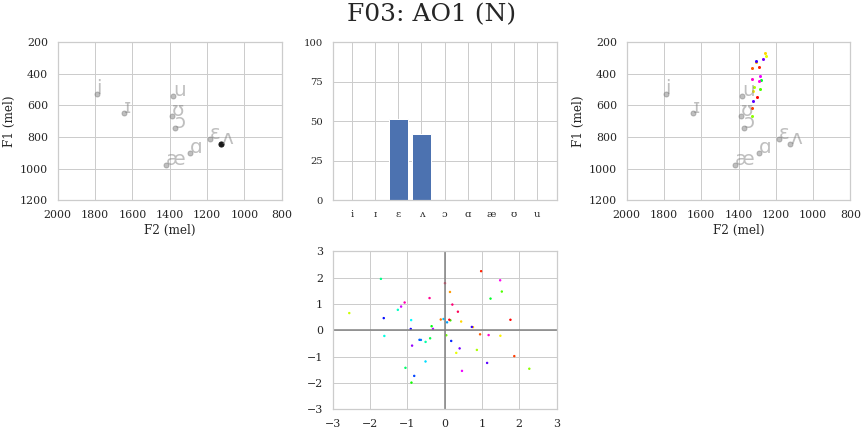 F03: AO1 (N)
200
400
600
800
1000
1200
2000 1800 1600 1400 1200 1000 800
F1 (mel)
F2 (mel)
i
ɪ
u
ʊ
ɔ
ɛ
ʌ
ɑ
æ
100
75
50
25
0
i ɪ ɛ ʌ ɔ ɑ æ ʊ u
200
400
600
800
1000
1200
2000 1800 1600 1400 1200 1000 800
F1 (mel)
F2 (mel)
i
ɪ
u
ʊ
ɔ
ɛ
ʌ
ɑ
æ
3
2
1
0
−1
−2
−3
−3 −2 −1 0 1 2 3